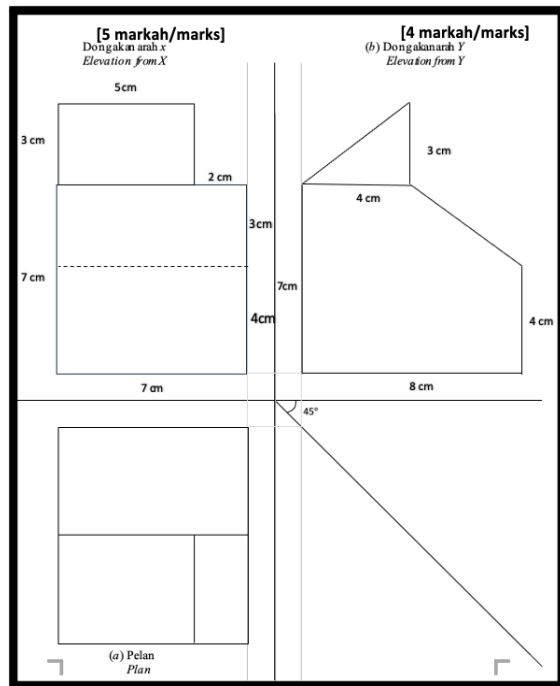 [5 markah/marks]
Dongakan arah x
Elevation from X
5cm
3 cm
2 cm
3cm
7 cm
4cm
7 cm
[4 markah/marks]
(b) Dongakanarah Y
Elevation from Y
3 cm
4 cm
7cm
4 cm
8 cm
45°
(a) Pelan
Plan